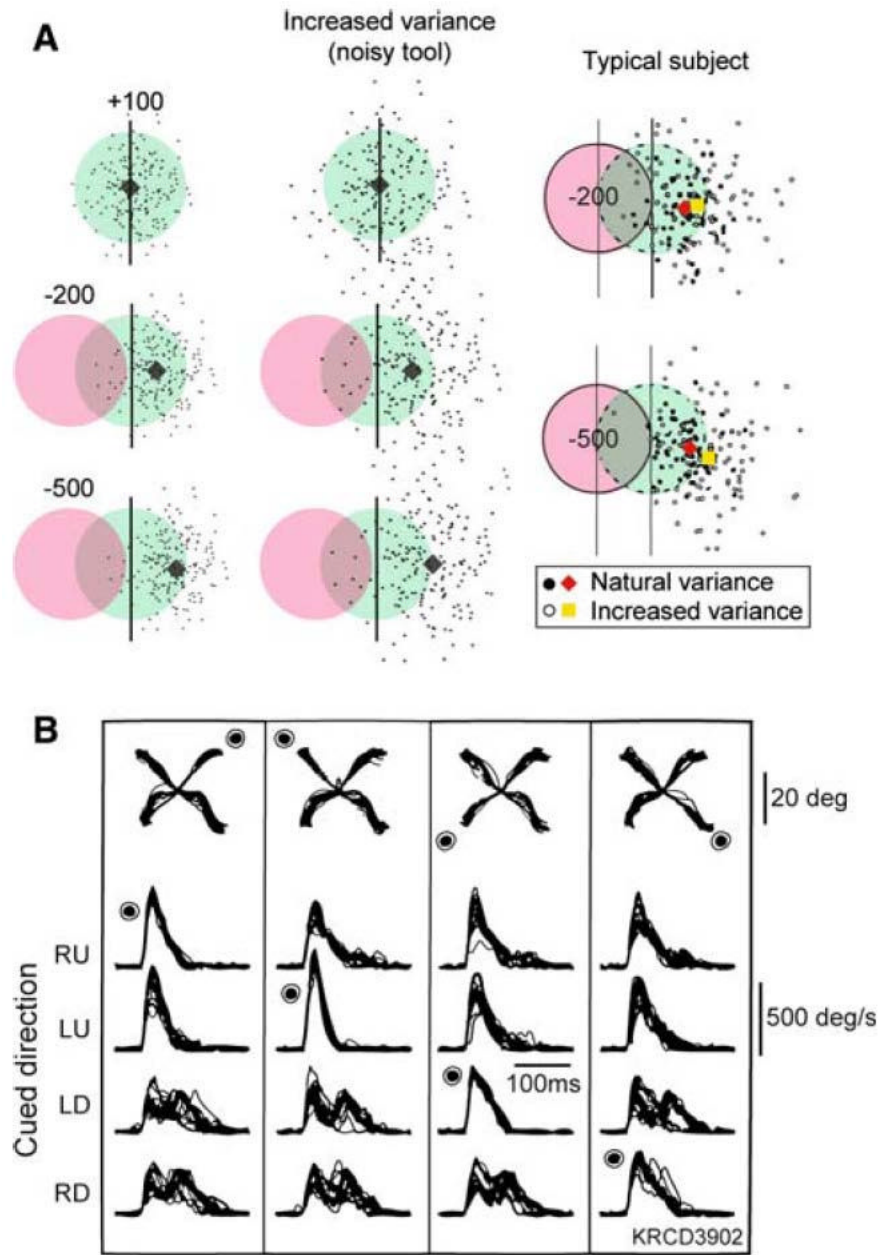 A
Increased variance
(noisy tool)
Typical subject
+100
-200
-200
-500
-500
Natural variance
Increased variance
B
20 deg
Cued direction
RU
LU
500 deg/s
100ms
LD
RD
KRCD3902